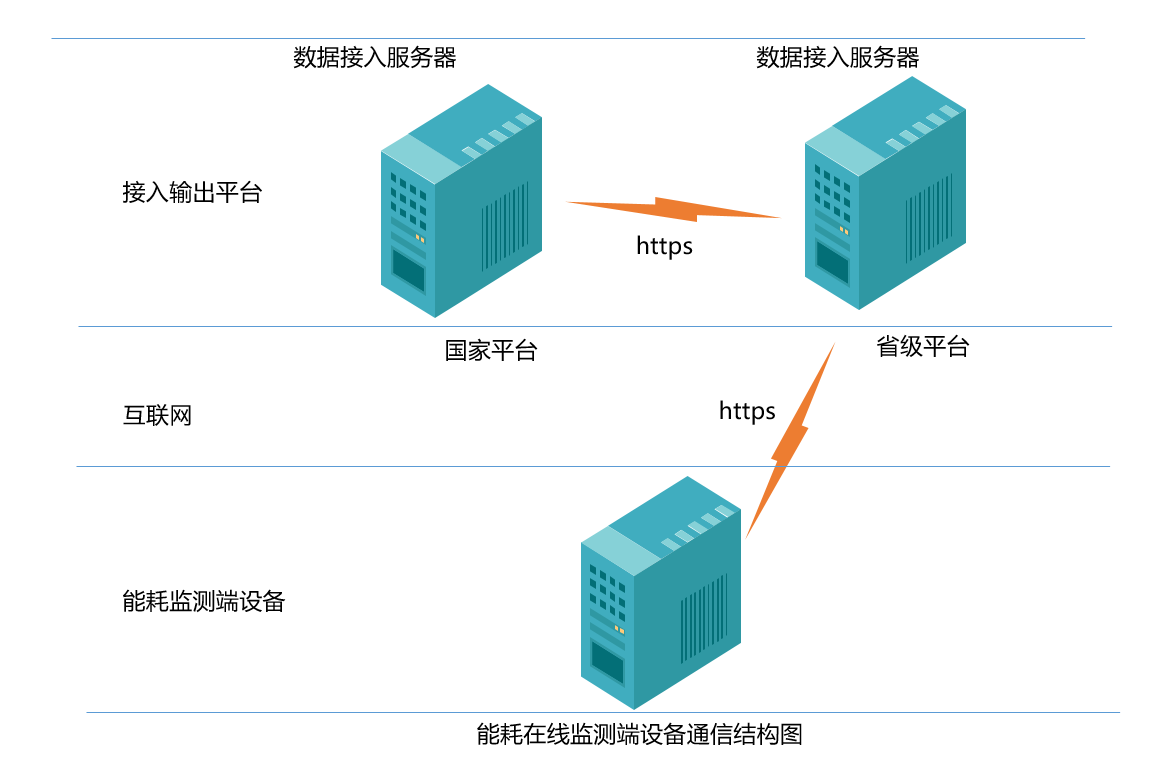 数据接入服务器
数据接入服务器
接入输出平台
https
国家平台
省级平台
互联网
https
能耗监测端设备
能耗在线监测端设备通信结构图